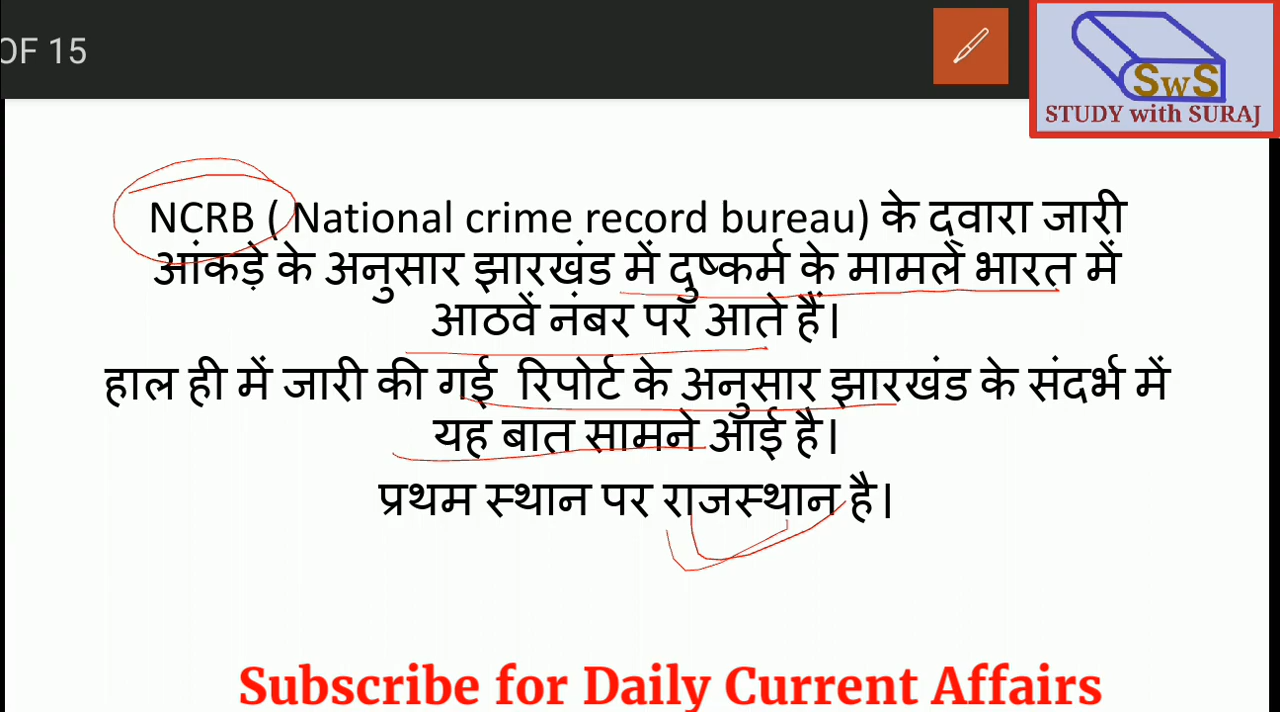 OF 15
SwS
STUDY with SURAJ
NCRB ( National crime record bureau) के द्वारा जारी
आंकड़े के अनुसार झारखंड में दुष्कर्म के मामले भारत में
आठवें नंबर पर आते हैं।
हाल ही में जारी की गई रिपोर्ट के अनुसार झारखंड के संदर्भ में
यह बात सामने आई है।
प्रथम स्थान पर राजस्थान है।
Subscribe for Daily Current Affairs